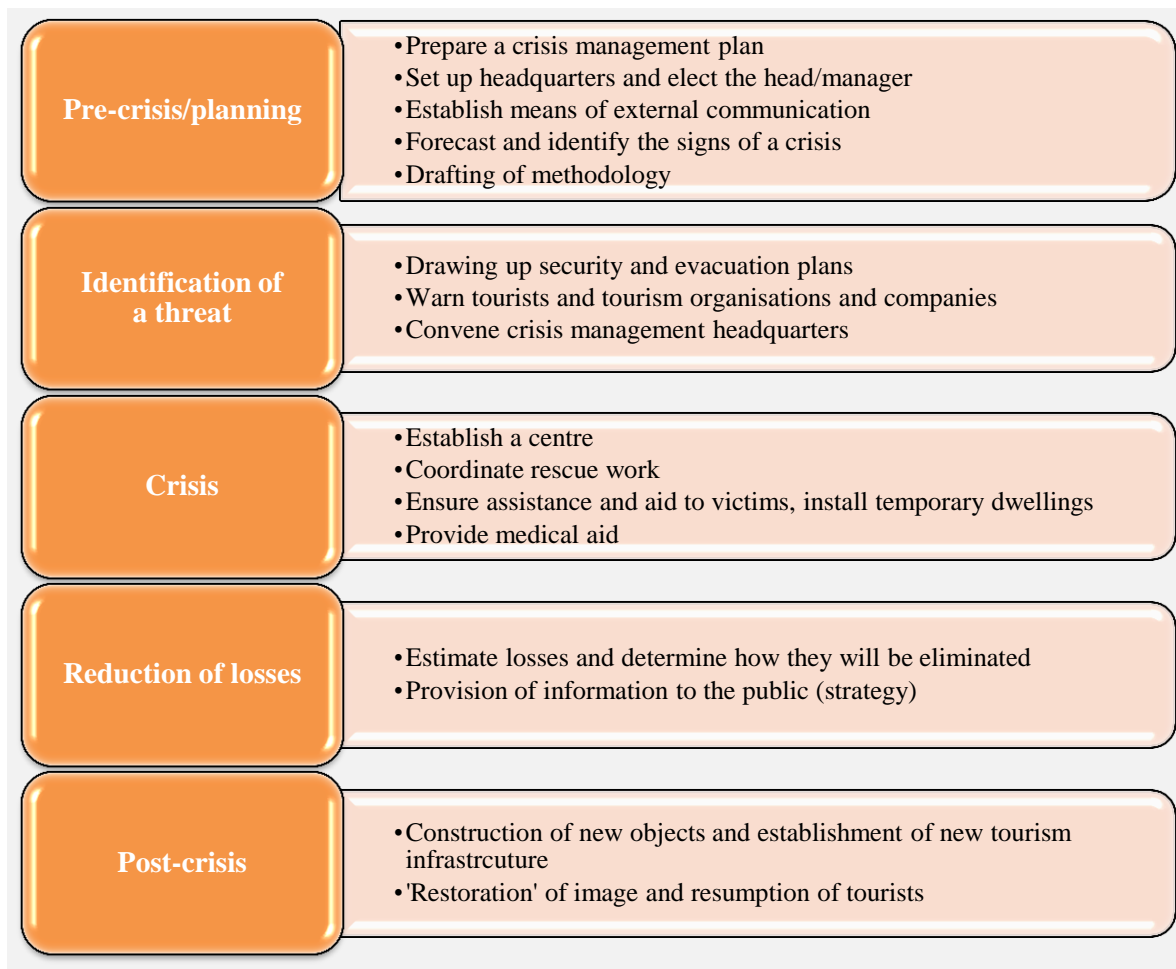 Pre-crisis/planning
•Prepare a crisis management plan
•Set up headquarters and elect the head/manager
•Establish means of external communication
•Forecast and identify the signs of a crisis
•Drafting of methodology
Identification of
a threat
•Drawing up security and evacuation plans
•Warn tourists and tourism organisations and companies
•Convene crisis management headquarters
Crisis
•Establish a centre
•Coordinate rescue work
•Ensure assistance and aid to victims, install temporary dwellings
•Provide medical aid
Reduction of losses
•Estimate losses and determine how they will be eliminated
•Provision of information to the public (strategy)
Post-crisis
•Construction of new objects and establishment of new tourism
infrastrcuture
•'Restoration' of image and resumption of tourists